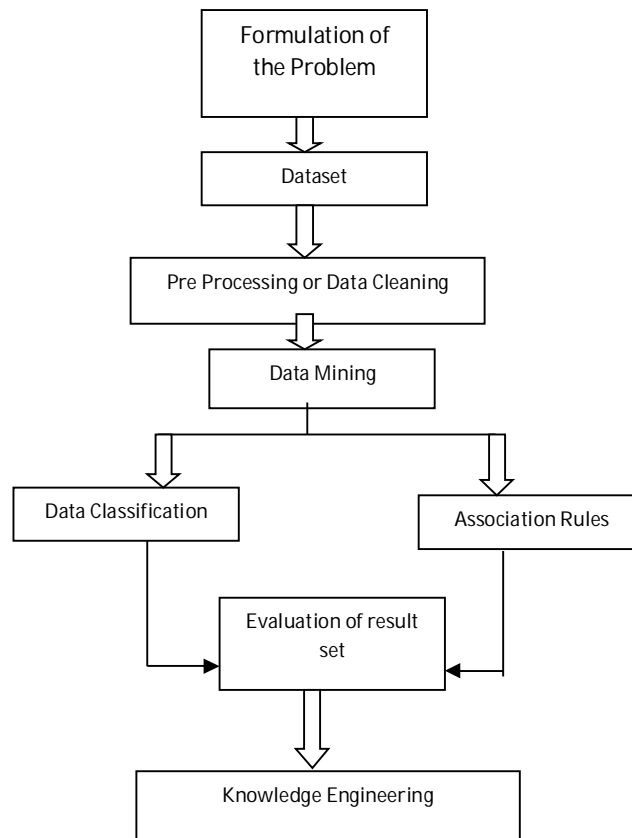 Formulation of
the Problem
Dataset
Pre Processing or Data Cleaning
Data Mining
Data Classification
Association Rules
Evaluation of result
set
Knowledge Engineering